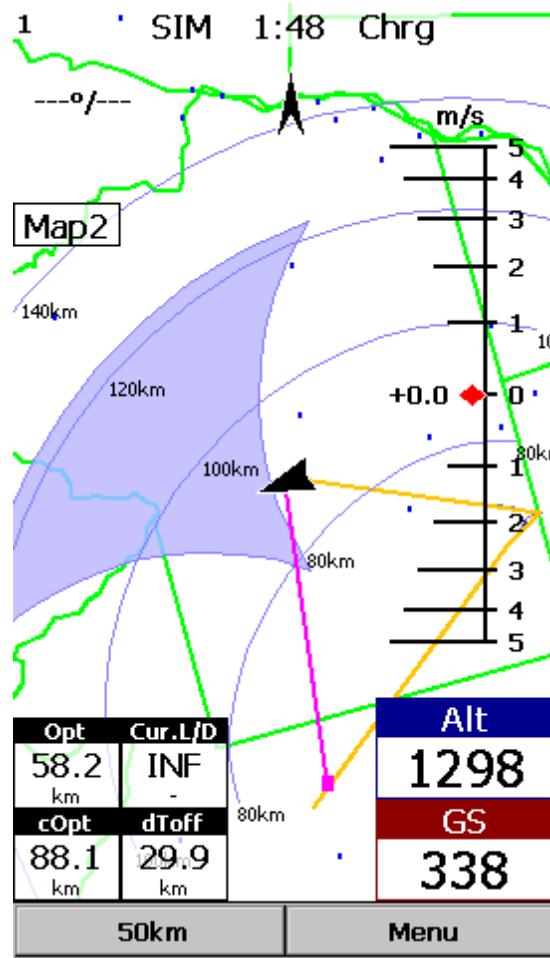 1 SIM 1:48 Chrg
---º/---
m/s
5
4
Map2
3
2
140km
1
120km
+0.0 0
100km
1
80km
2
80km
3
4
5
Opt Cur.L/D
58.2 INF
km -
cOpt dToff
88.1 29.9
km km
80km
Alt
1298
GS
338
50km Menu